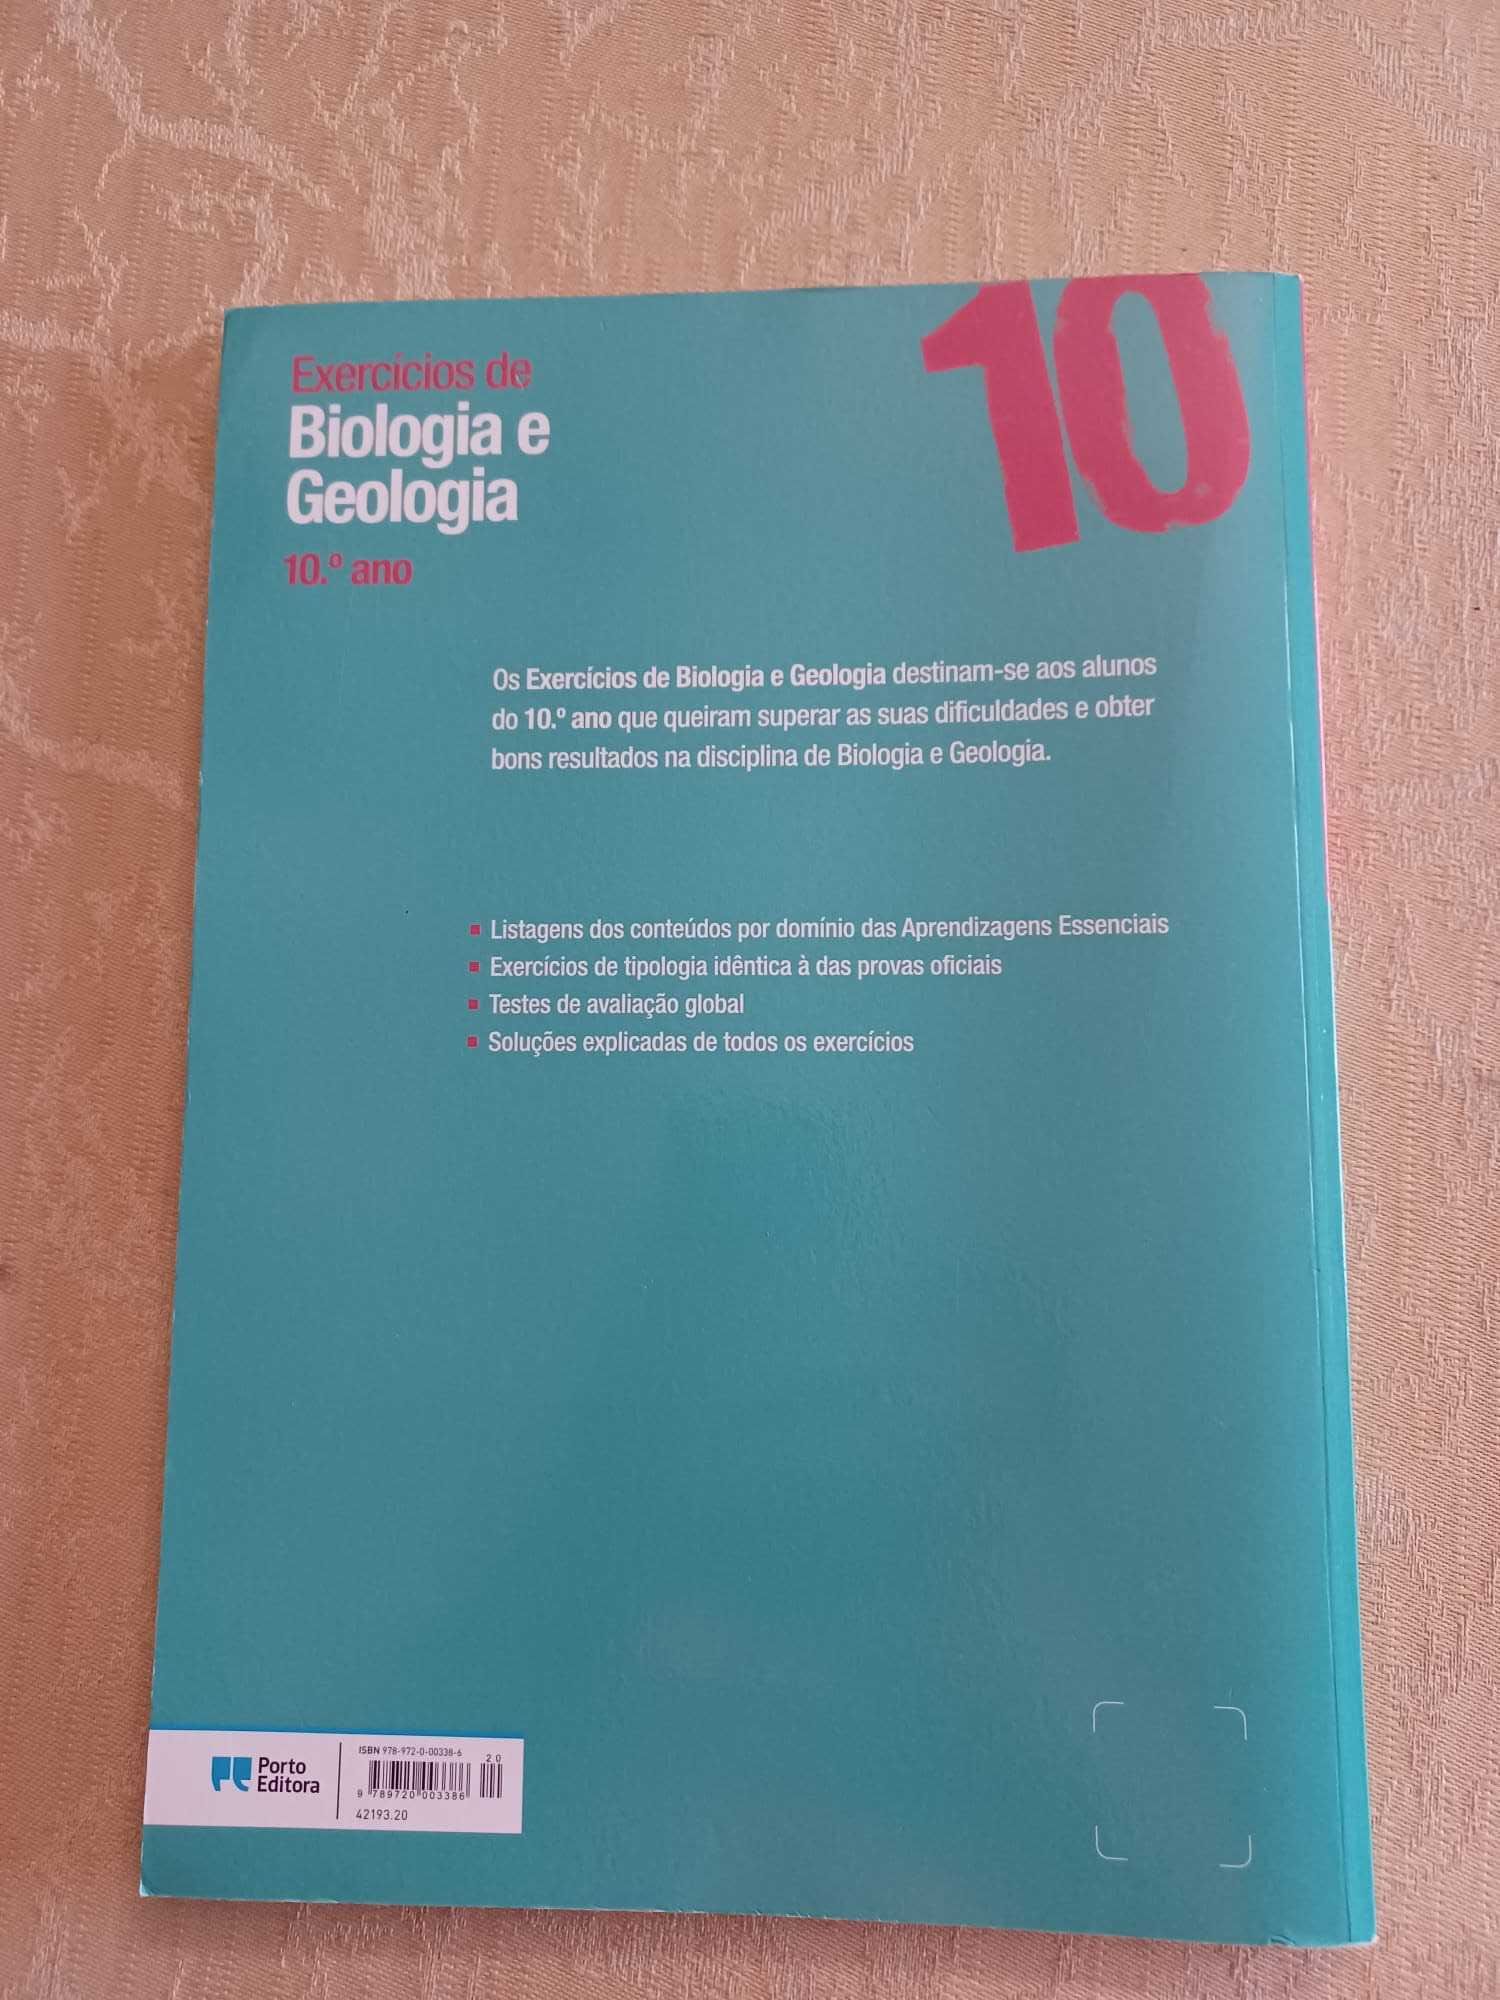 10
Exercícios de
Biologia e
Geologia
10.º ano
Os Exercícios de Biologia e Geologia destinam-se aos alunos
do 10.º ano que queiram superar as suas dificuldades e obter
bons resultados na disciplina de Biologia e Geologia.
Listagens dos conteúdos por domínio das Aprendizagens Essenciais
Exercícios de tipologia idêntica à das provas oficiais
Testes de avaliação global
Soluções explicadas de todos os exercícios
Porto
Editora
ISBN 978-972-0-00338-6
20
9 789720 003386
42193.20